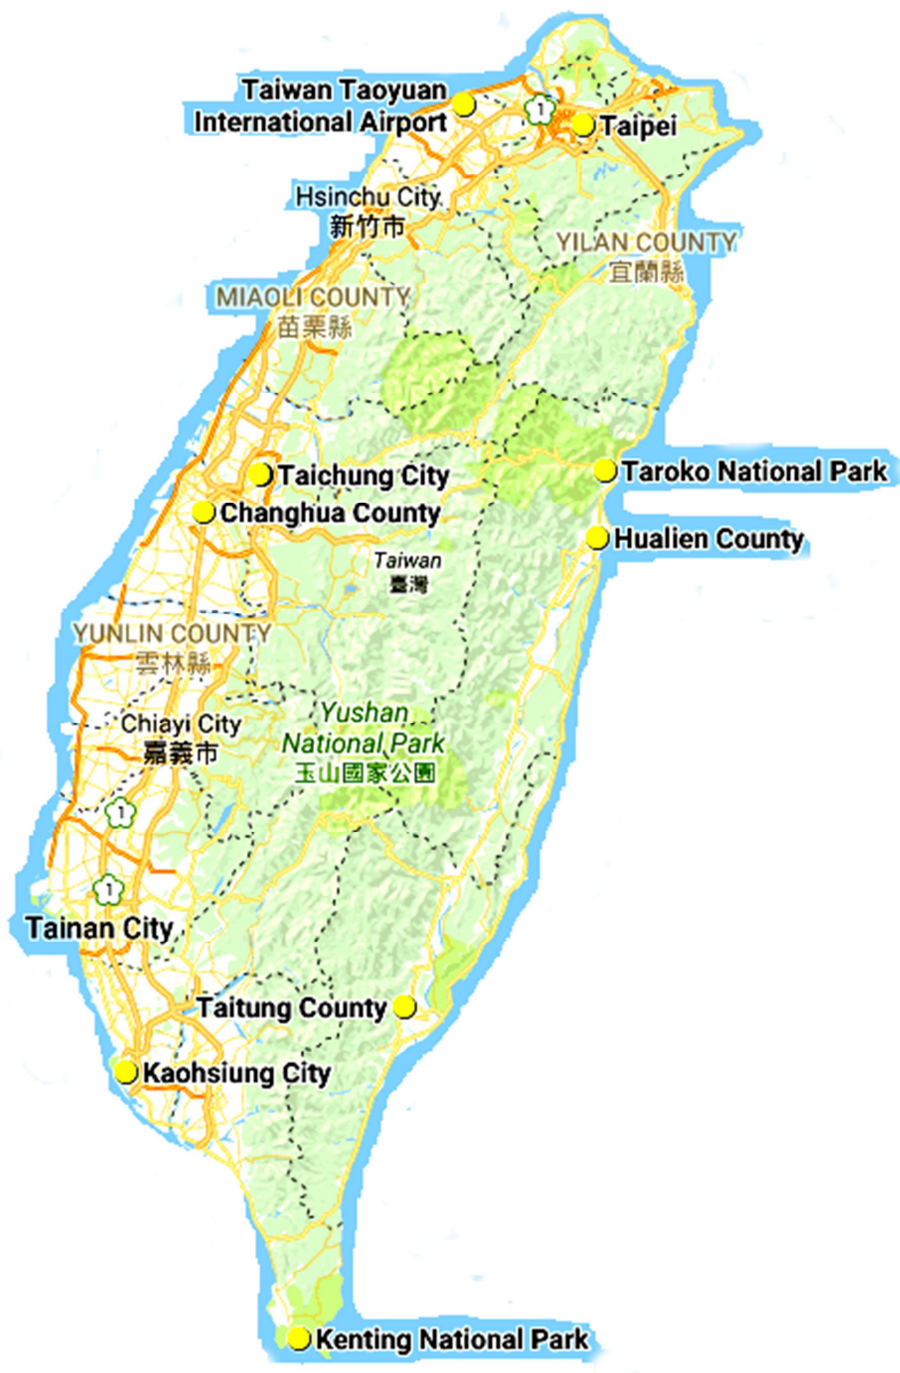 Taiwan Taoyuan
International Airport
1
Taipei
Hsinchu City
新竹市
YILAN COUNTY
宜蘭縣
MIAOLI COUNTY
苗栗縣
Taichung City
Taroko National Park
Changhua County
Hualien County
Taiwan
臺灣
YUNLIN COUNTY
雲林縣
Chiayi City
嘉義市
Yushan
National Park
玉山國家公園
1
1
Tainan City
Taitung County
Kaohsiung City
Kenting National Park